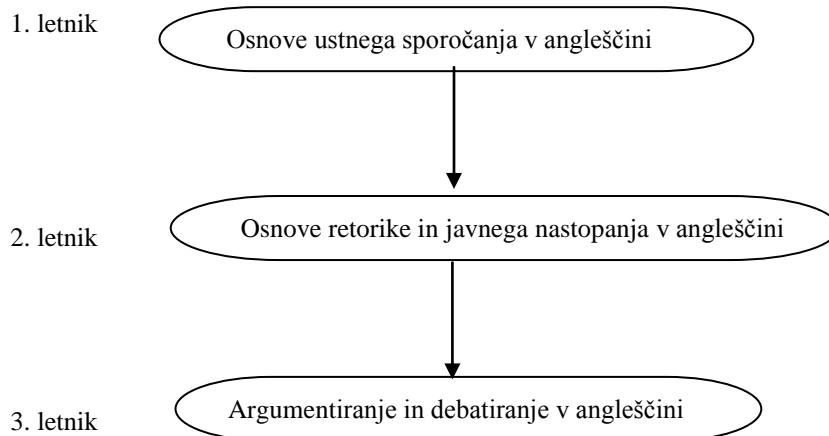 1. letnik
Osnove ustnega sporočanja v angleščini
2. letnik
Osnove retorike in javnega nastopanja v angleščini
3. letnik
Argumentiranje in debatiranje v angleščini